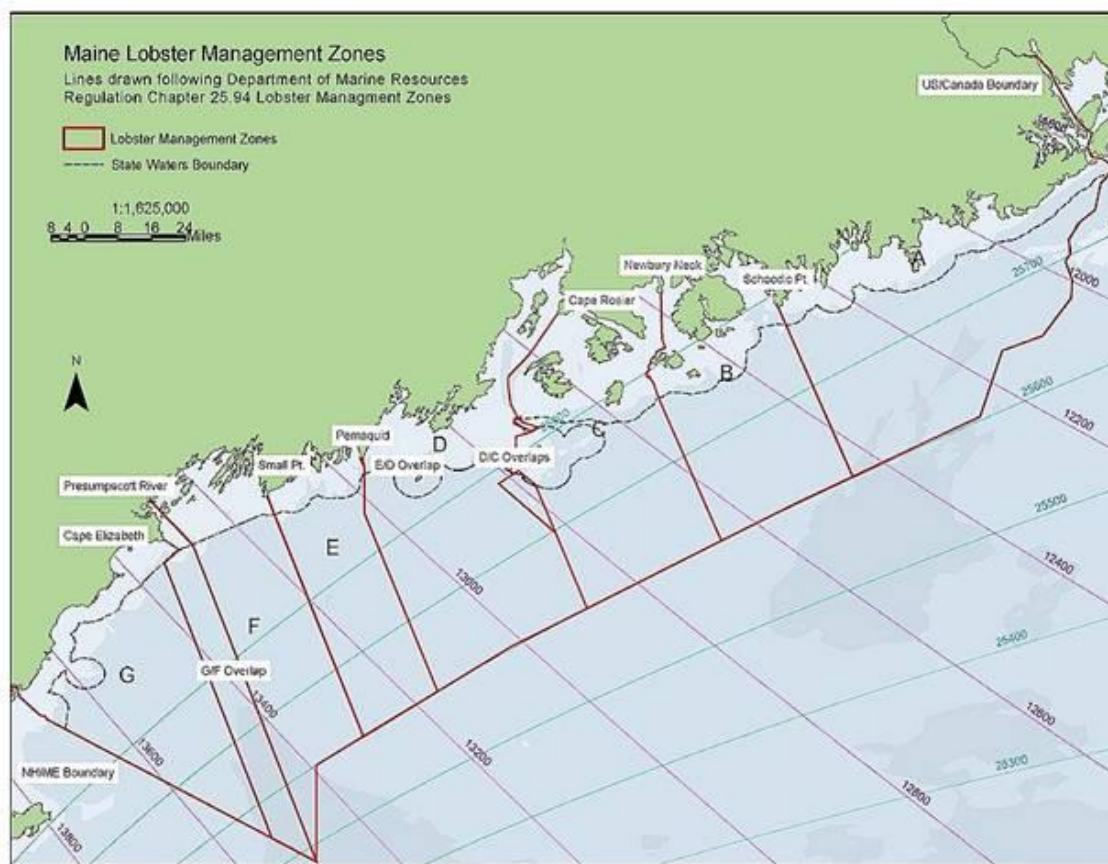 Maine Lobster Management Zones
Lines drawn following Department of Marine Resources
Regulation Chapter 25.94 Lobster Managment Zones
Lobster Management Zones
State Waters Boundary
1:1,625,000
8 4 0 8 16 24
Miles
N
US/Canada Boundary
A
25700
12000
Newbury Neck
Schoodic Pt.
Cape Rosier
B
25600
12200
C
D
Pemaquid
E/D Overlap
D/C Overlaps
Small Pt.
Presumpscott River
Cape Elizabeth
25500
E
12400
13000
F
25400
G
G/F Overlap
13400
12600
13600
13200
NH/ME Boundary
25300
12800
13800